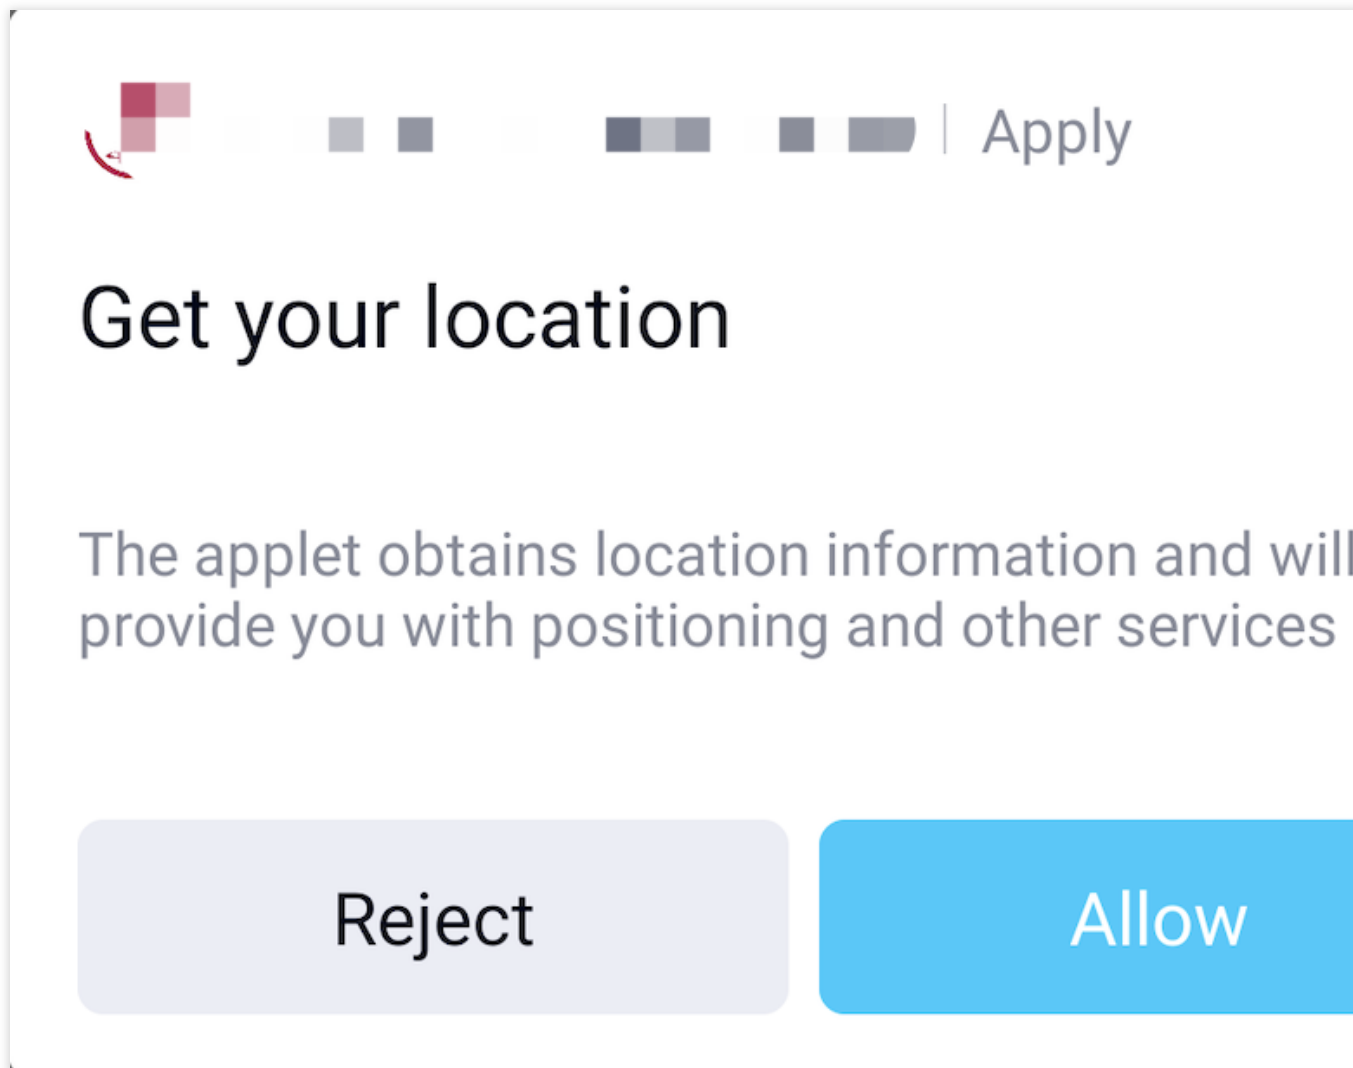 Apply
Get your location
The applet obtains location information and will
provide you with positioning and other services
Reject
Allow